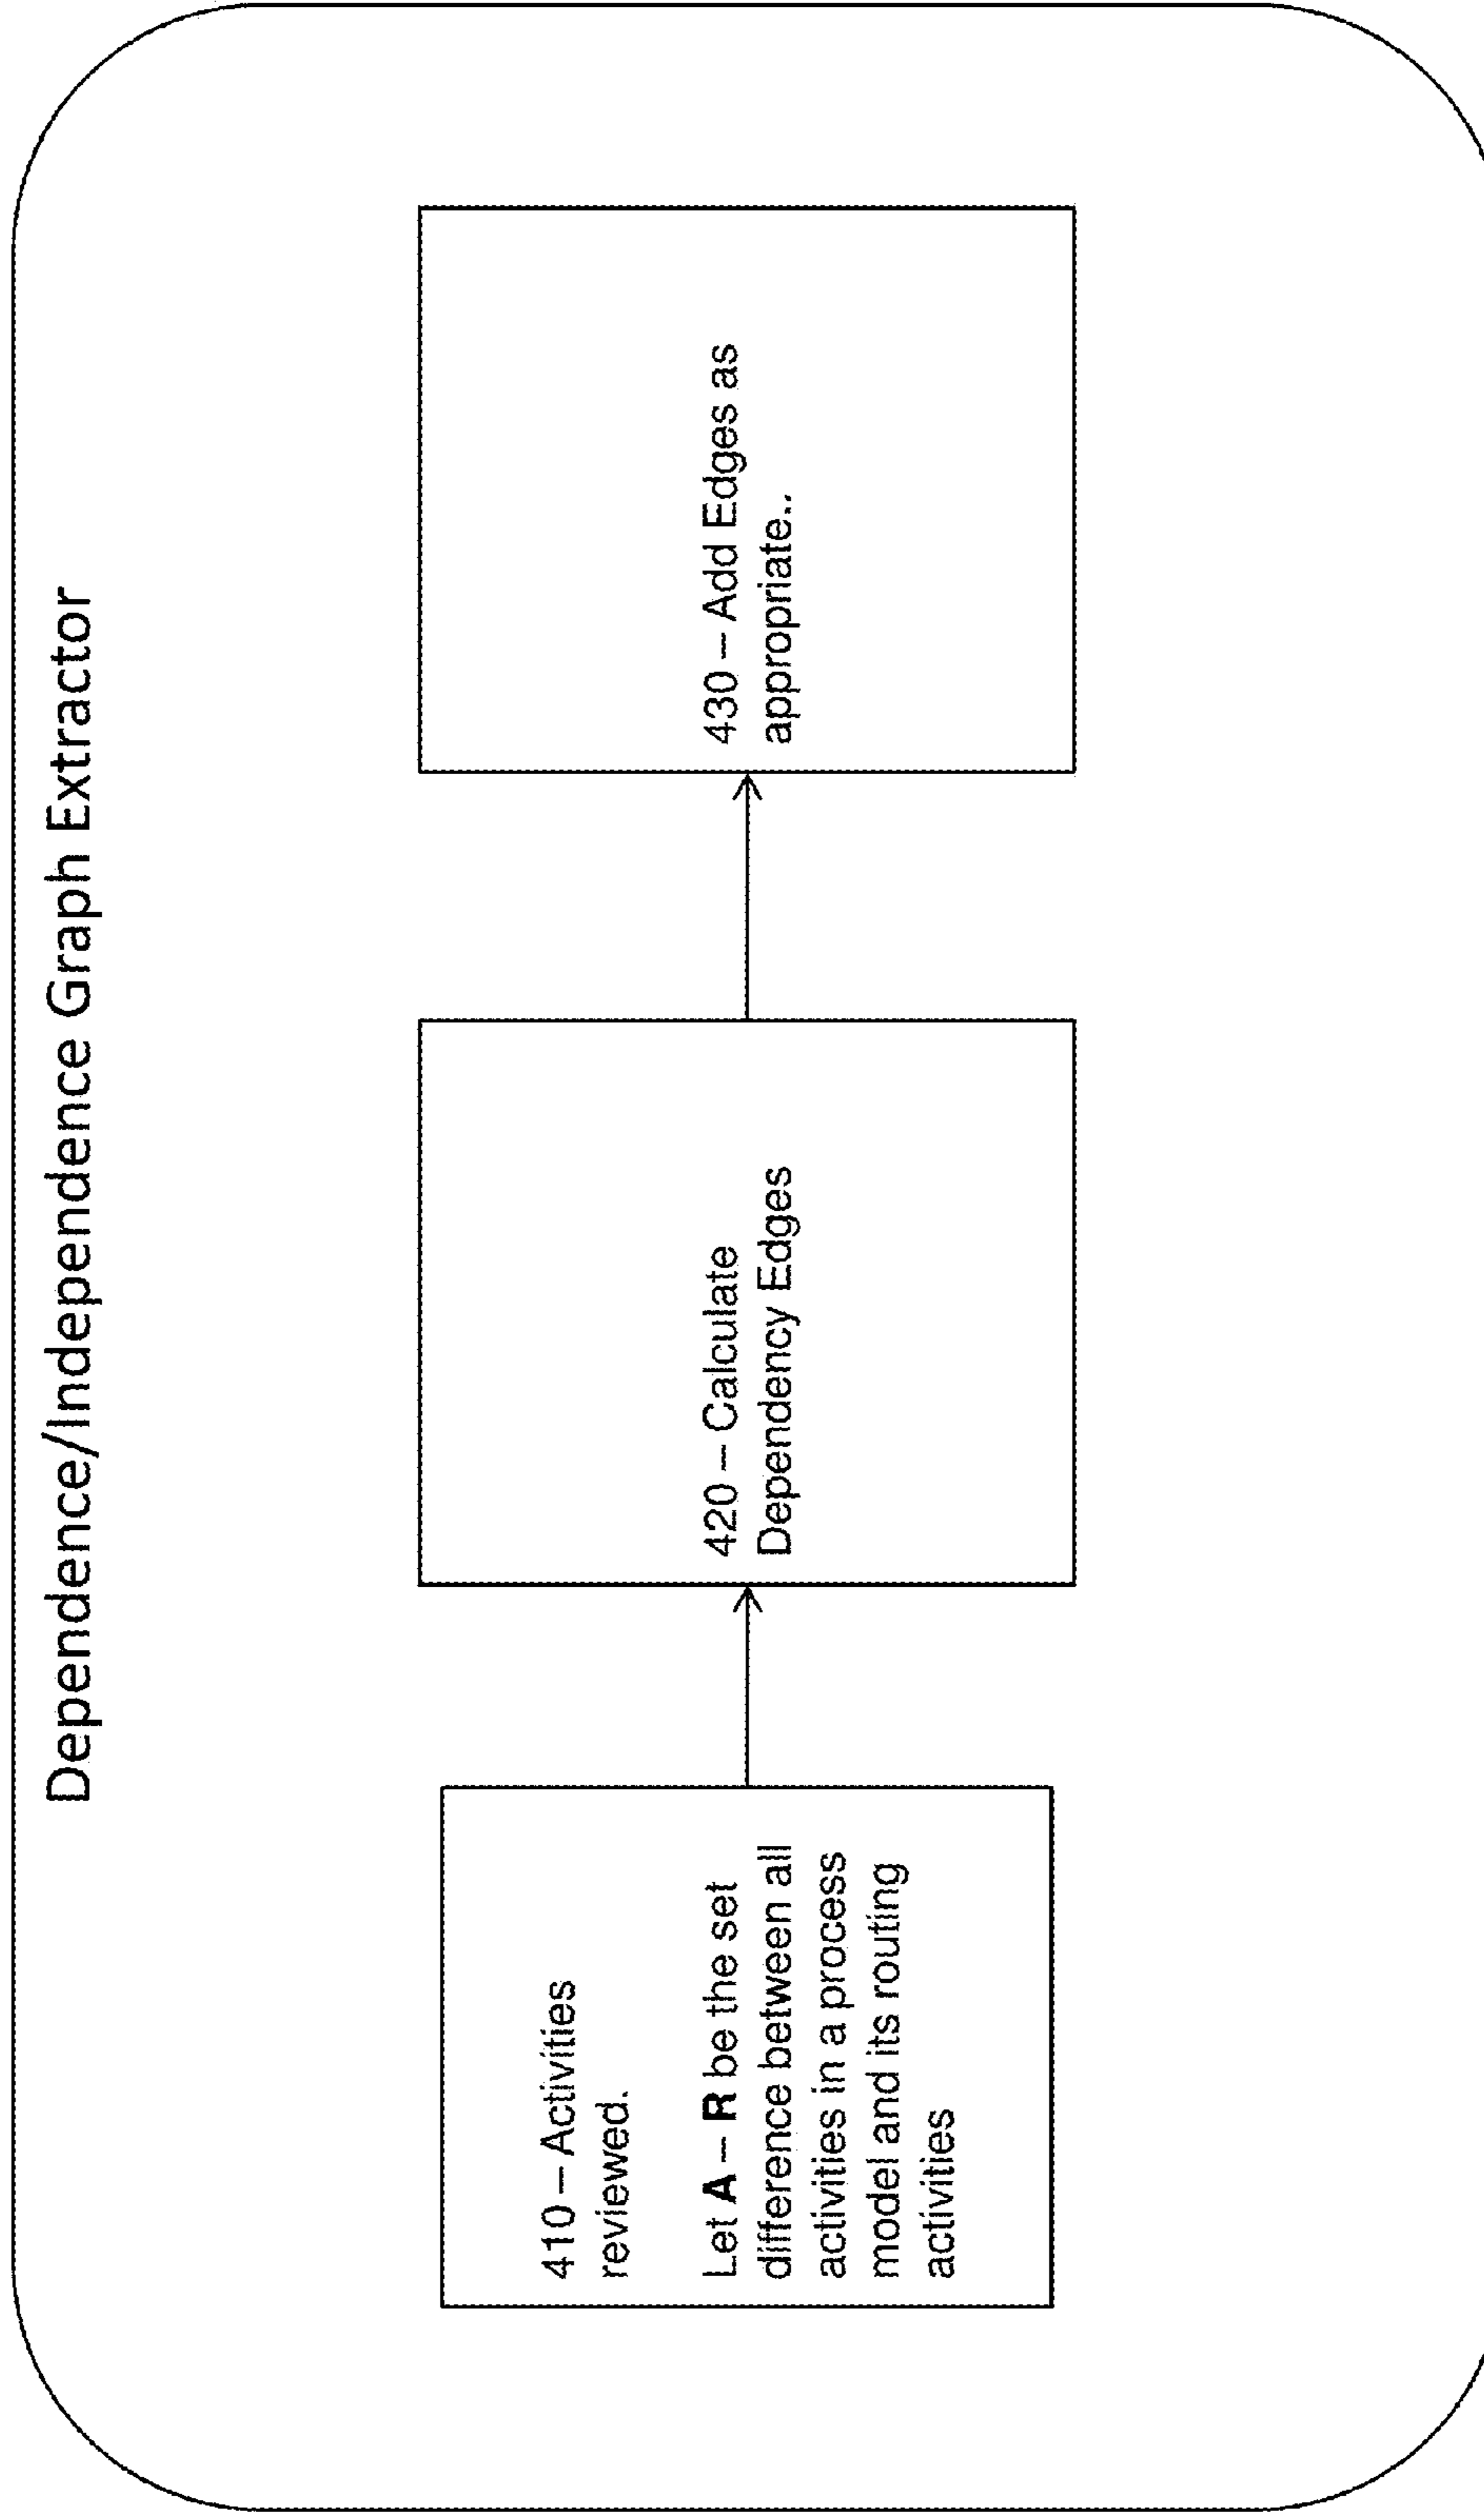 Dependence/Independence Graph Extractor
410 – Activities
reviewed.
Let A – R be the set
difference between all
activities in a process
model and its routing
activities
420 – Calculate
Dependency Edges
430 – Add Edges as
appropriate..